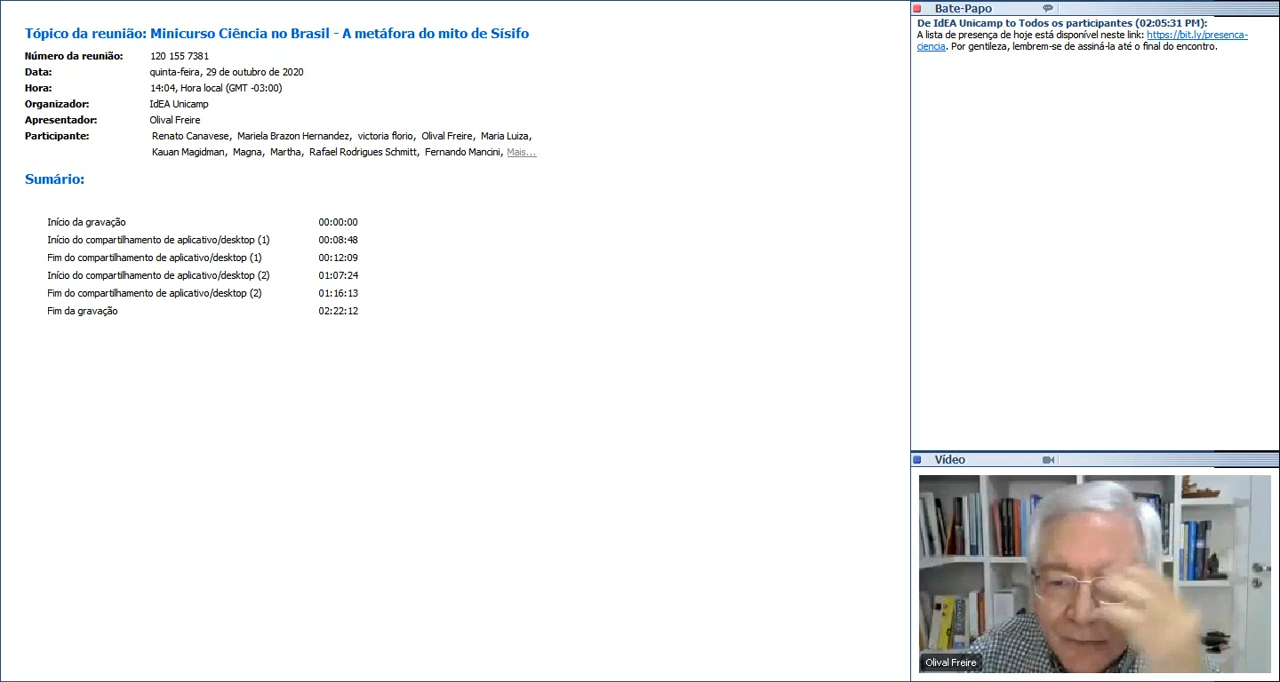 Tópico da reunião: Minicurso Ciência no Brasil - A metáfora do mito de Sísifo
Número da reunião: 120 155 7381
Data: quinta-feira, 29 de outubro de 2020
Hora: 14:04, Hora local (GMT -03:00)
Organizador: IdEA Unicamp
Apresentador: Olival Freire
Participante: Renato Canavese, Mariela Brazon Hernandez, victoria florio, Olival Freire, Maria Luiza,
Kauan Magidman, Magna, Martha, Rafael Rodrigues Schmitt, Fernando Mancini, Mais...
Sumário:
Início da gravação 00:00:00
Início do compartilhamento de aplicativo/desktop (1) 00:08:48
Fim do compartilhamento de aplicativo/desktop (1) 00:12:09
Início do compartilhamento de aplicativo/desktop (2) 01:07:24
Fim do compartilhamento de aplicativo/desktop (2) 01:16:13
Fim da gravação 02:22:12
Bate-Papo
De IdEA Unicamp to Todos os participantes (02:05:31 PM):
A lista de presença de hoje está disponível neste link: https://bit.ly/presenca-
ciencia. Por gentileza, lembrem-se de assiná-la até o final do encontro.
Vídeo
Olival Freire